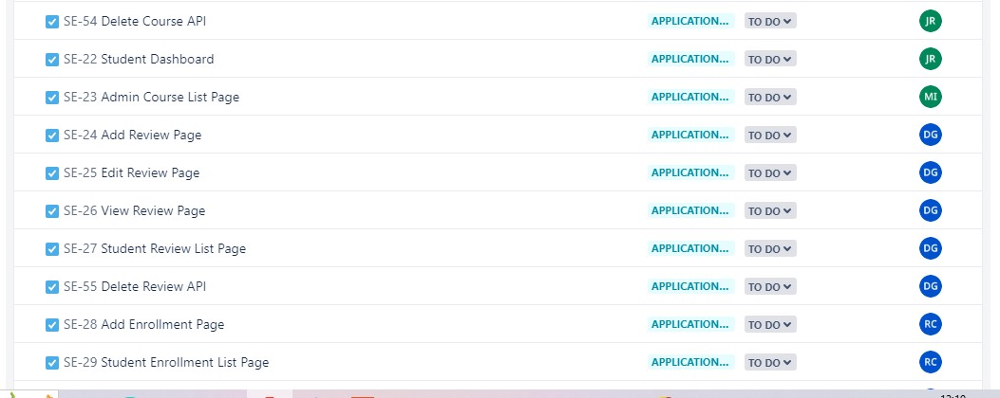 SE-54 Delete Course API APPLICATION... TO DO JR
SE-22 Student Dashboard APPLICATION... TO DO JR
SE-23 Admin Course List Page APPLICATION... TO DO MI
SE-24 Add Review Page APPLICATION... TO DO DG
SE-25 Edit Review Page APPLICATION... TO DO DG
SE-26 View Review Page APPLICATION... TO DO DG
SE-27 Student Review List Page APPLICATION... TO DO DG
SE-55 Delete Review API APPLICATION... TO DO DG
SE-28 Add Enrollment Page APPLICATION... TO DO RC
SE-29 Student Enrollment List Page APPLICATION... TO DO RC